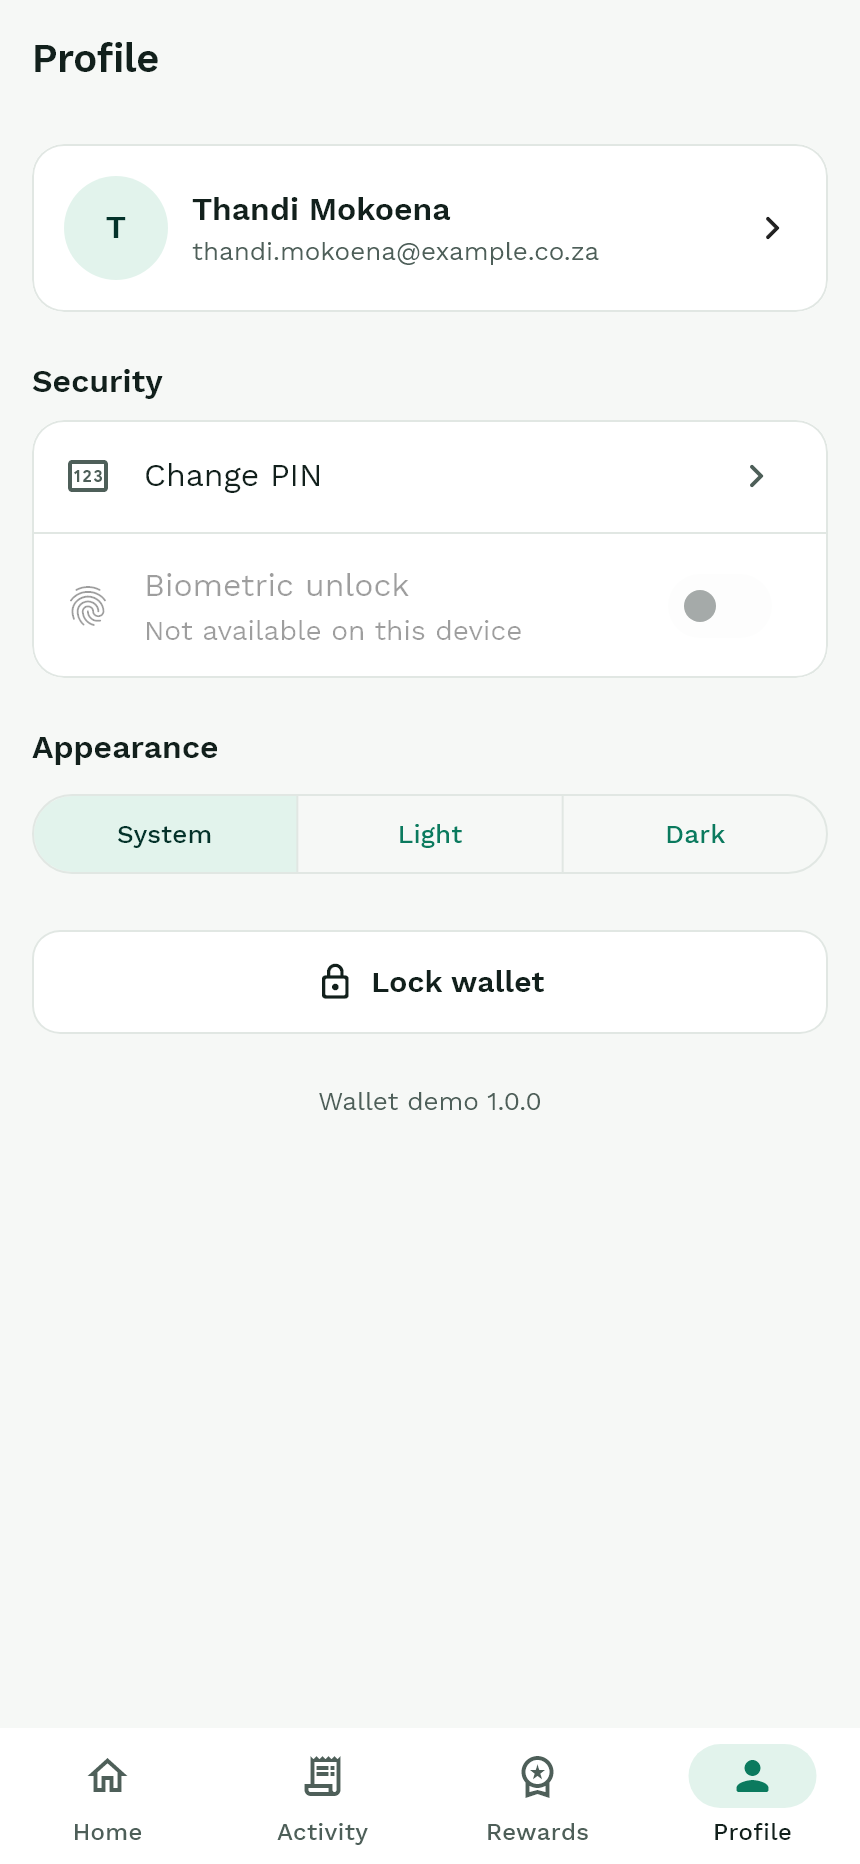 Profile
T
Thandi Mokoena
thandi.mokoena@example.co.za
Security
123
Change PIN
Biometric unlock
Not available on this device
Appearance
System
Light
Dark
Lock wallet
Wallet demo 1.0.0
Home
Activity
Rewards
Profile